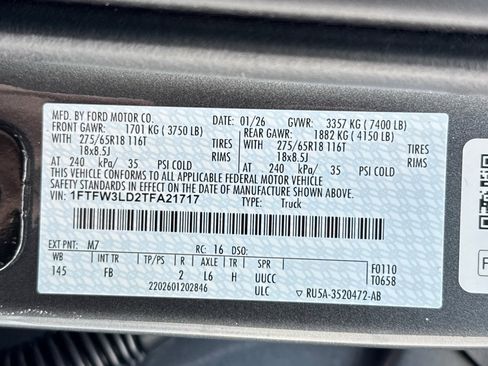 MFD. BY FORD MOTOR CO. 01/26 GVWR: 3357 KG (7400 LB)
FRONT GAWR: 1701 KG (3750 LB) REAR GAWR: 1882 KG (4150 LB)
WITH 275/65R18 116T TIRES WITH 275/65R18 116T TIRES
18x8.5J RIMS 18x8.5J RIMS
AT 240 kPa/ 35 PSI COLD AT 240 kPa/ 35 PSI COLD
THIS VEHICLE CONFORMS TO ALL APPLICABLE FEDERAL MOTOR VEHICLE
SAFETY STANDARDS IN EFFECT ON THE DATE OF MANUFACTURE SHOWN ABOVE.
VIN: 1FTFW3LD2TFA21717 TYPE: Truck
EXT PNT: M7 RC: 16 DSO:
WB INT TR TP/PS R AXLE TR SPR F0110
145 FB 2 L6 H UUCC T0658
2202601202846 ULC ▽ RU5A-3520472-AB